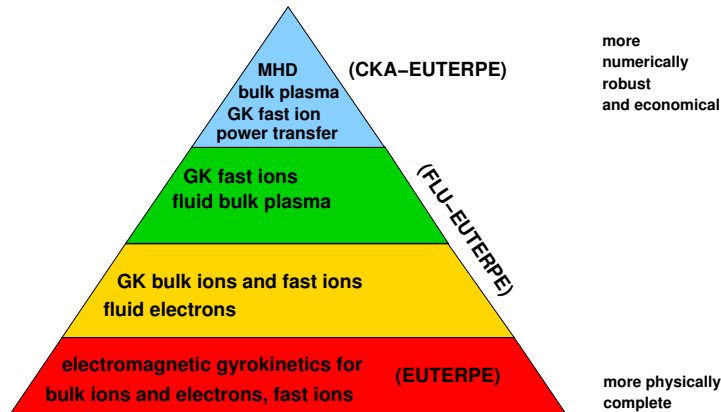 MHD
bulk plasma
GK fast ion
power transfer
(CKA−EUTERPE)
more
numerically
robust
and economical
GK fast ions
fluid bulk plasma
(FLU−EUTERPE)
GK bulk ions and fast ions
fluid electrons
electromagnetic gyrokinetics for
bulk ions and electrons, fast ions
(EUTERPE)
more physically
complete